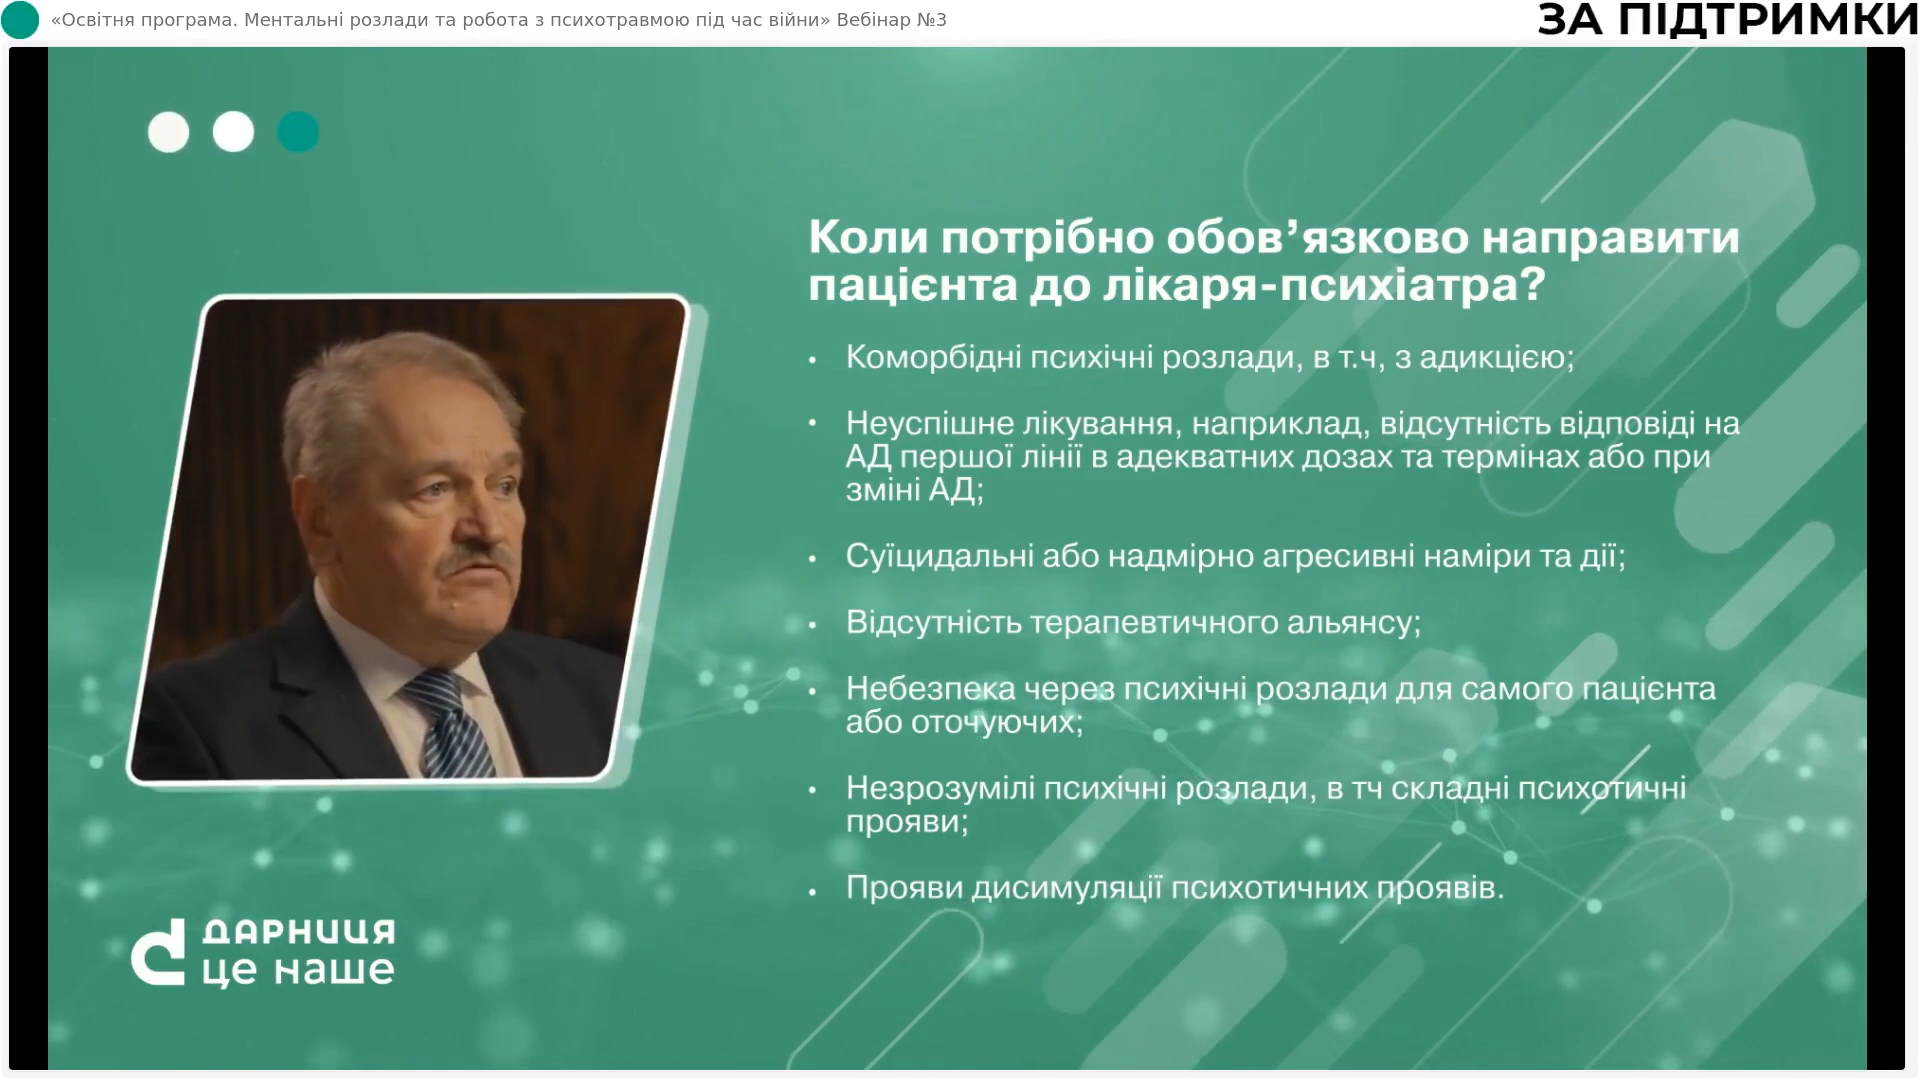 «Освітня програма. Ментальні розлади та робота з психотравмою під час війни» Вебінар №3
ЗА ПІДТРИМКИ
Коли потрібно обов’язково направити
пацієнта до лікаря-психіатра?
• Коморбідні психічні розлади, в т.ч, з адикцією;
• Неуспішне лікування, наприклад, відсутність відповіді на
АД першої лінії в адекватних дозах та термінах або при
зміні АД;
• Суїцидальні або надмірно агресивні наміри та дії;
• Відсутність терапевтичного альянсу;
• Небезпека через психічні розлади для самого пацієнта
або оточуючих;
• Незрозумілі психічні розлади, в тч складні психотичні
прояви;
• Прояви дисимуляції психотичних проявів.
ДАРНИЦЯ
це наше